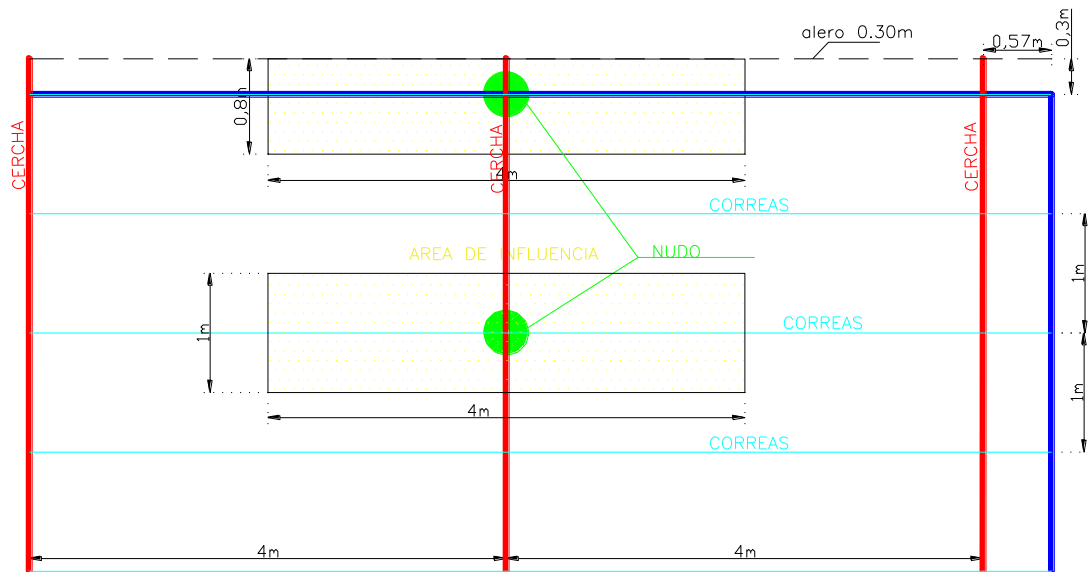 alero 0.30m
0,57m
0,3m
0,8m
CERCHA
CERCHA
CERCHA
4m
CORREAS
AREA DE INFLUENCIA
NUDO
1m
1m
CORREAS
1m
4m
CORREAS
4m
4m